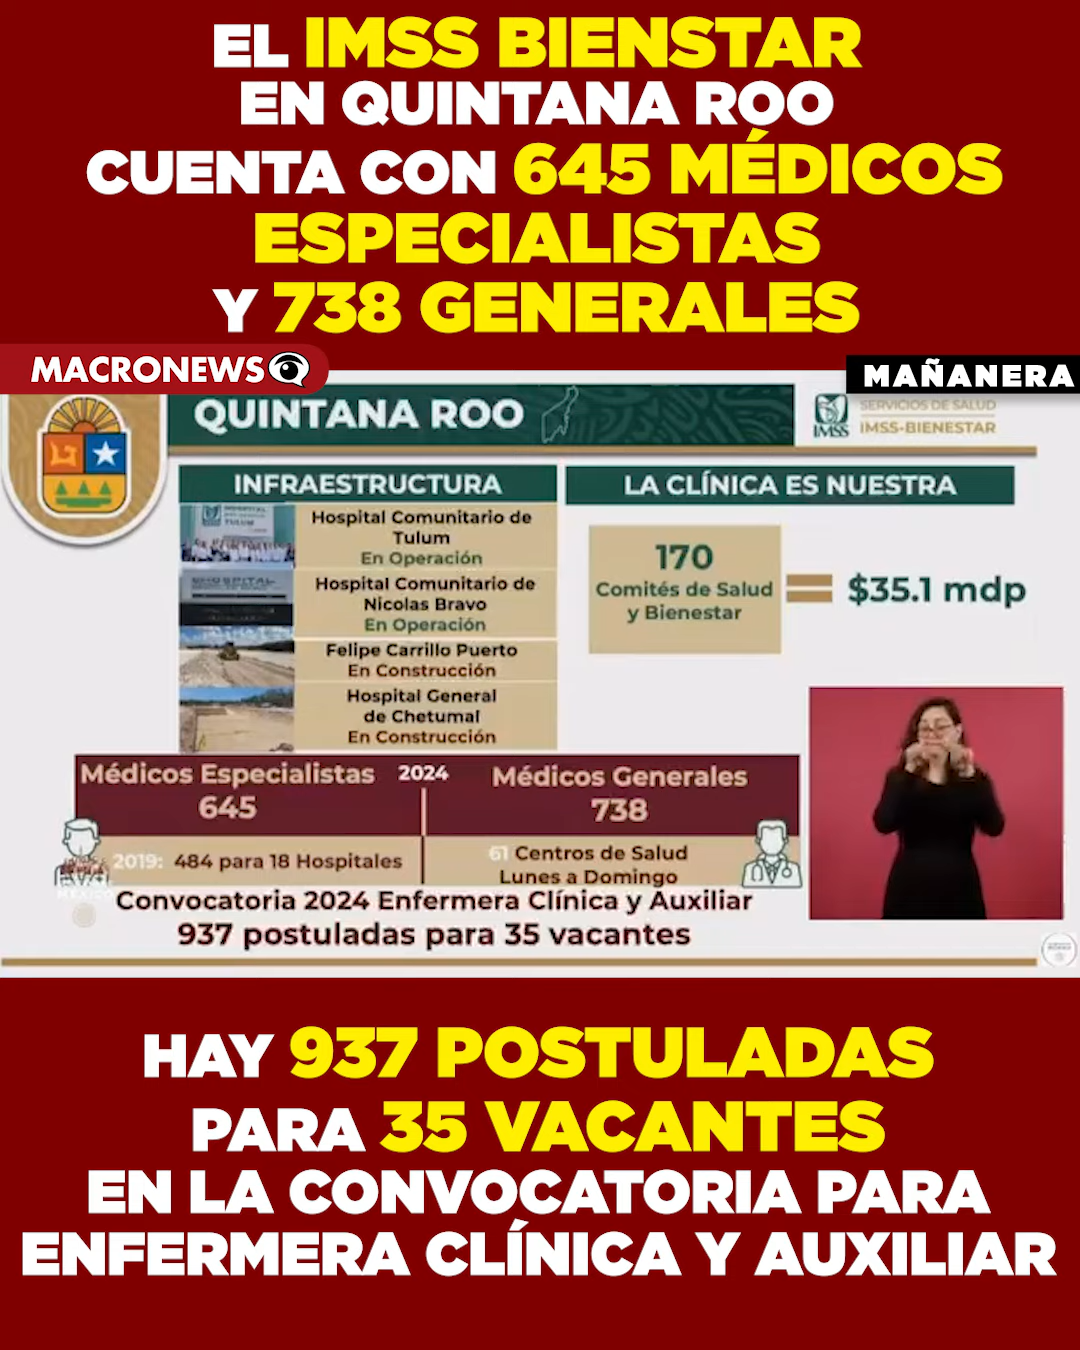 EL IMSS BIENSTAR
EN QUINTANA ROO
CUENTA CON 645 MÉDICOS
ESPECIALISTAS
Y 738 GENERALES
MACRONEWS
MAÑANERA
QUINTANA ROO
IMSS
SERVICIOS DE SALUD
IMSS-BIENESTAR
INFRAESTRUCTURA
Hospital Comunitario de
Tulum
En Operación
Hospital Comunitario de
Nicolas Bravo
En Operación
Felipe Carrillo Puerto
En Construcción
Hospital General
de Chetumal
En Construcción
LA CLÍNICA ES NUESTRA
170
Comités de Salud
y Bienestar
= $35.1 mdp
Médicos Especialistas
645
2024
Médicos Generales
738
2019: 484 para 18 Hospitales
61 Centros de Salud
Lunes a Domingo
Convocatoria 2024 Enfermera Clínica y Auxiliar
937 postuladas para 35 vacantes
HAY 937 POSTULADAS
PARA 35 VACANTES
EN LA CONVOCATORIA PARA
ENFERMERA CLÍNICA Y AUXILIAR